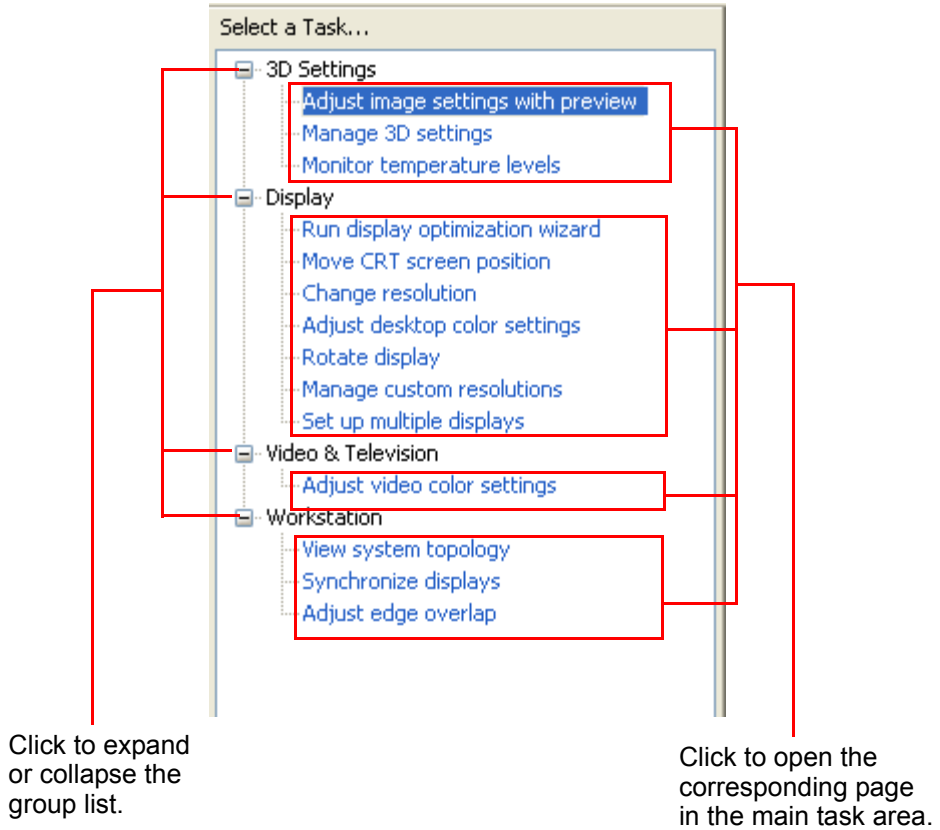 Select a Task...
3D Settings
Adjust image settings with preview
Manage 3D settings
Monitor temperature levels
Display
Run display optimization wizard
Move CRT screen position
Change resolution
Adjust desktop color settings
Rotate display
Manage custom resolutions
Set up multiple displays
Video & Television
Adjust video color settings
Workstation
View system topology
Synchronize displays
Adjust edge overlap
Click to expand
or collapse the
group list.
Click to open the
corresponding page
in the main task area.